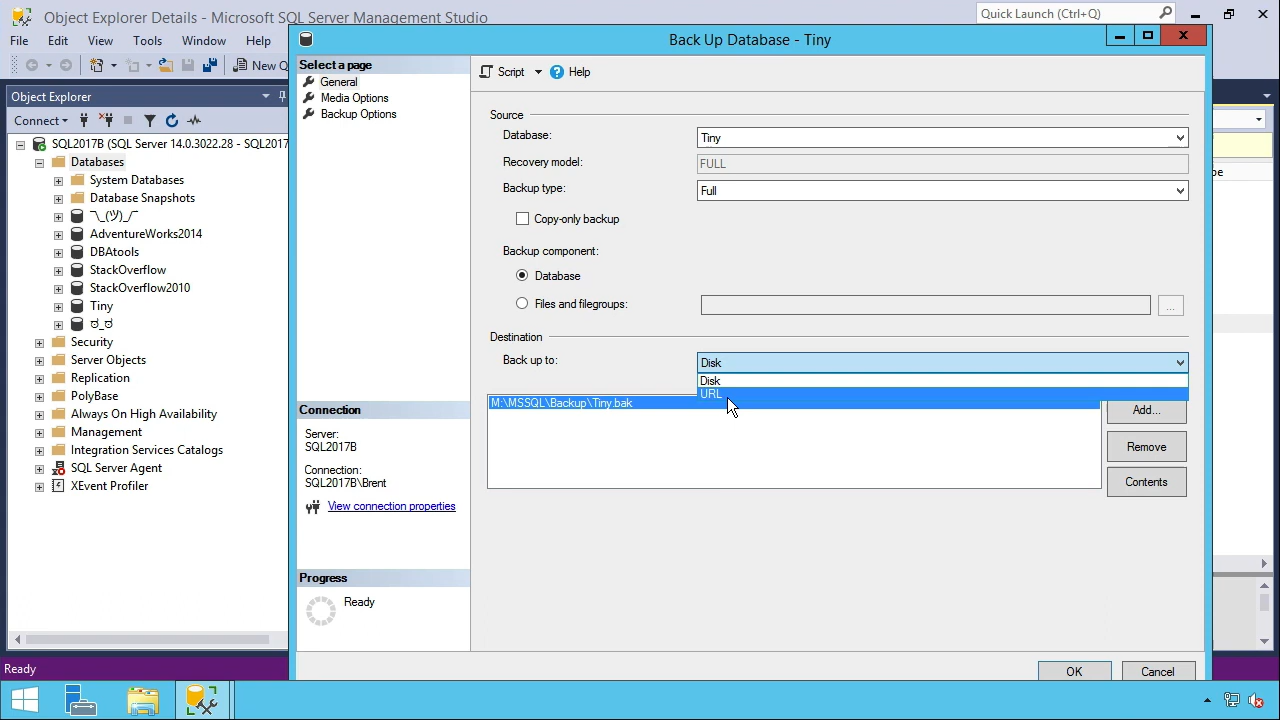 Object Explorer Details - Microsoft SQL Server Management Studio
Quick Launch (Ctrl+Q)
File Edit View Tools Window Help
New Q
Object Explorer
Connect
SQL2017B (SQL Server 14.0.3022.28 - SQL2017
Databases
System Databases
Database Snapshots
¯\_(ツ)_/¯
AdventureWorks2014
DBAtools
StackOverflow
StackOverflow2010
Tiny
ಠ_ಠ
Security
Server Objects
Replication
PolyBase
Always On High Availability
Management
Integration Services Catalogs
SQL Server Agent
XEvent Profiler
Ready
Back Up Database - Tiny
Select a page
General
Media Options
Backup Options
Connection
Server:
SQL2017B
Connection:
SQL2017B\Brent
View connection properties
Progress
Ready
Script Help
Source
Database: Tiny
Recovery model: FULL
Backup type: Full
Copy-only backup
Backup component:
Database
Files and filegroups: ...
Destination
Back up to: Disk
Disk
URL
M:\MSSQL\Backup\Tiny.bak
Add...
Remove
Contents
OK Cancel